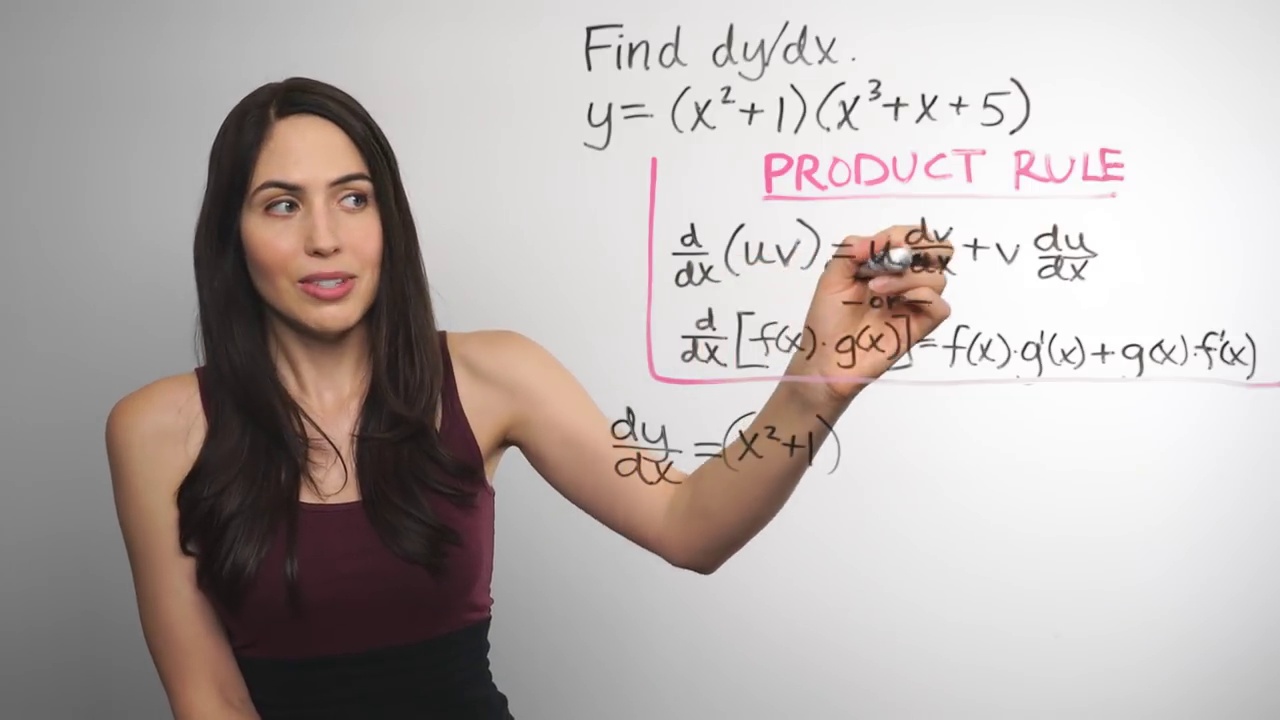 Find dy/dx.
y= (x²+1)(x³+x+5)
PRODUCT RULE
d/dx (uv) = u dv/dx + v du/dx
-or-
d/dx [f(x)·g(x)] = f(x)·g'(x)+g(x)·f'(x)
dy/dx = (x²+1)